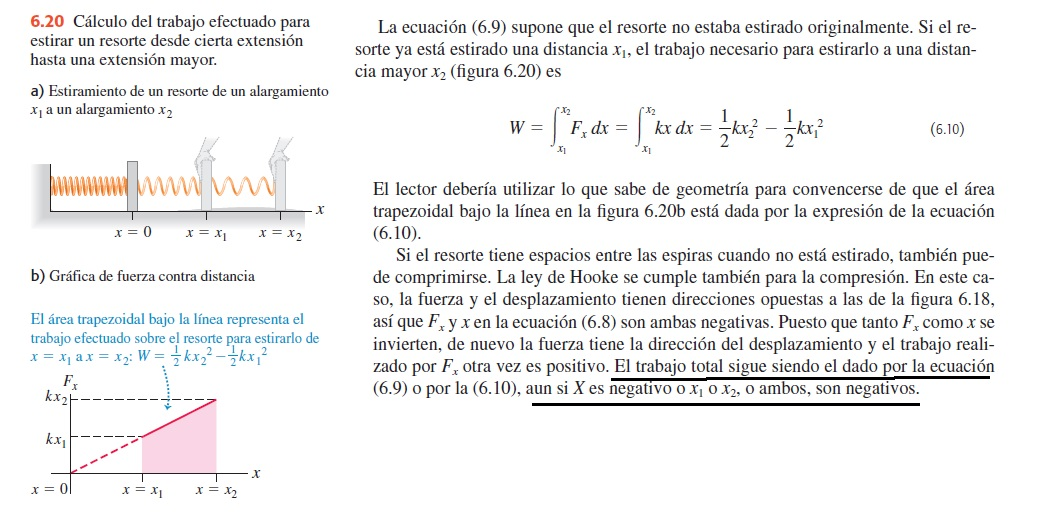 6.20 Cálculo del trabajo efectuado para
estirar un resorte desde cierta extensión
hasta una extensión mayor.
a) Estiramiento de un resorte de un alargamiento
x₁ a un alargamiento x₂
x
x = 0 x = x₁ x = x₂
b) Gráfica de fuerza contra distancia
El área trapezoidal bajo la línea representa el
trabajo efectuado sobre el resorte para estirarlo de
x = x₁ a x = x₂: W = ½ kx₂² − ½ kx₁²
Fₓ
kx₂
kx₁
x
x = 0 x = x₁ x = x₂
La ecuación (6.9) supone que el resorte no estaba estirado originalmente. Si el re-
sorte ya está estirado una distancia x₁, el trabajo necesario para estirarlo a una distan-
cia mayor x₂ (figura 6.20) es
W = ∫ₓ₁ˣ² Fₓ dx = ∫ₓ₁ˣ² kx dx = ½ kx₂² − ½ kx₁² (6.10)
El lector debería utilizar lo que sabe de geometría para convencerse de que el área
trapezoidal bajo la línea en la figura 6.20b está dada por la expresión de la ecuación
(6.10).
Si el resorte tiene espacios entre las espiras cuando no está estirado, también pue-
de comprimirse. La ley de Hooke se cumple también para la compresión. En este ca-
so, la fuerza y el desplazamiento tienen direcciones opuestas a las de la figura 6.18,
así que Fₓ y x en la ecuación (6.8) son ambas negativas. Puesto que tanto Fₓ como x se
invierten, de nuevo la fuerza tiene la dirección del desplazamiento y el trabajo reali-
zado por Fₓ otra vez es positivo. El trabajo total sigue siendo el dado por la ecuación
(6.9) o por la (6.10), aun si X es negativo o x₁ o x₂, o ambos, son negativos.